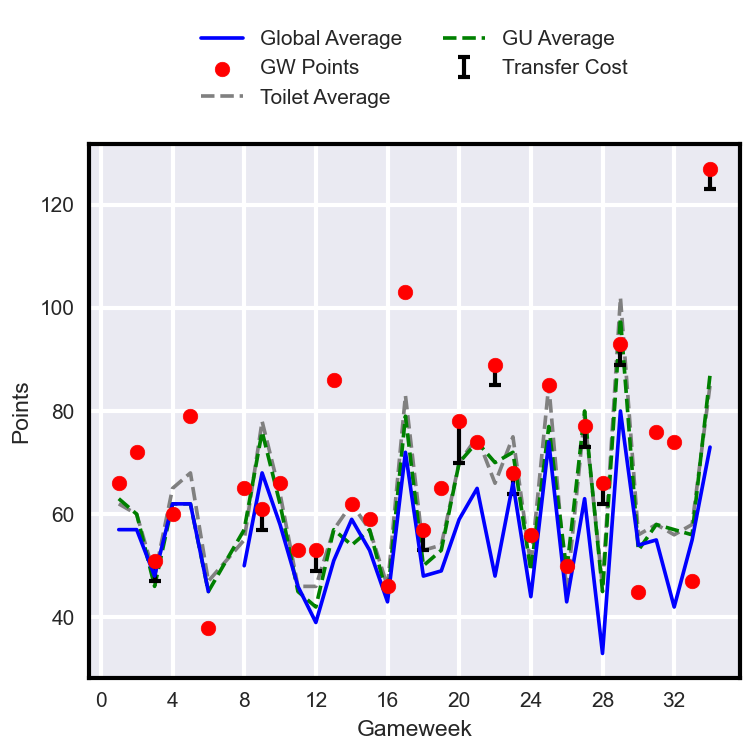 Global Average
GW Points
Toilet Average
GU Average
Transfer Cost
120
100
80
60
40
Points
0 4 8 12 16 20 24 28 32
Gameweek